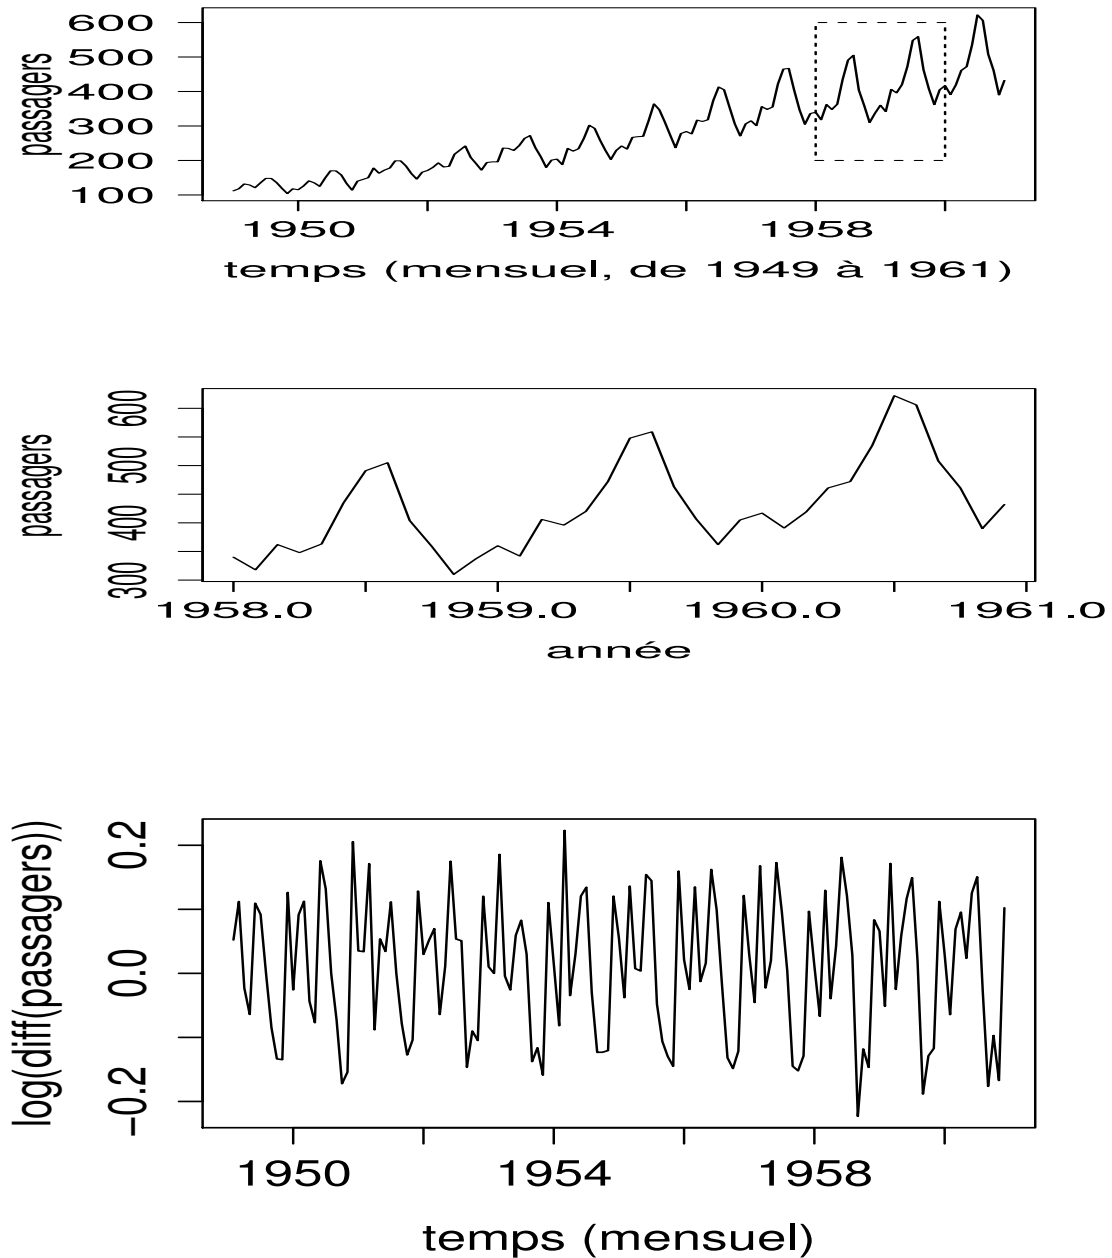 passagers
600
500
400
300
200
100
1950 1954 1958
temps (mensuel, de 1949 à 1961)
passagers
600
500
400
300
1958.0 1959.0 1960.0 1961.0
année
log(diff(passagers))
0.2
0.0
−0.2
1950 1954 1958
temps (mensuel)